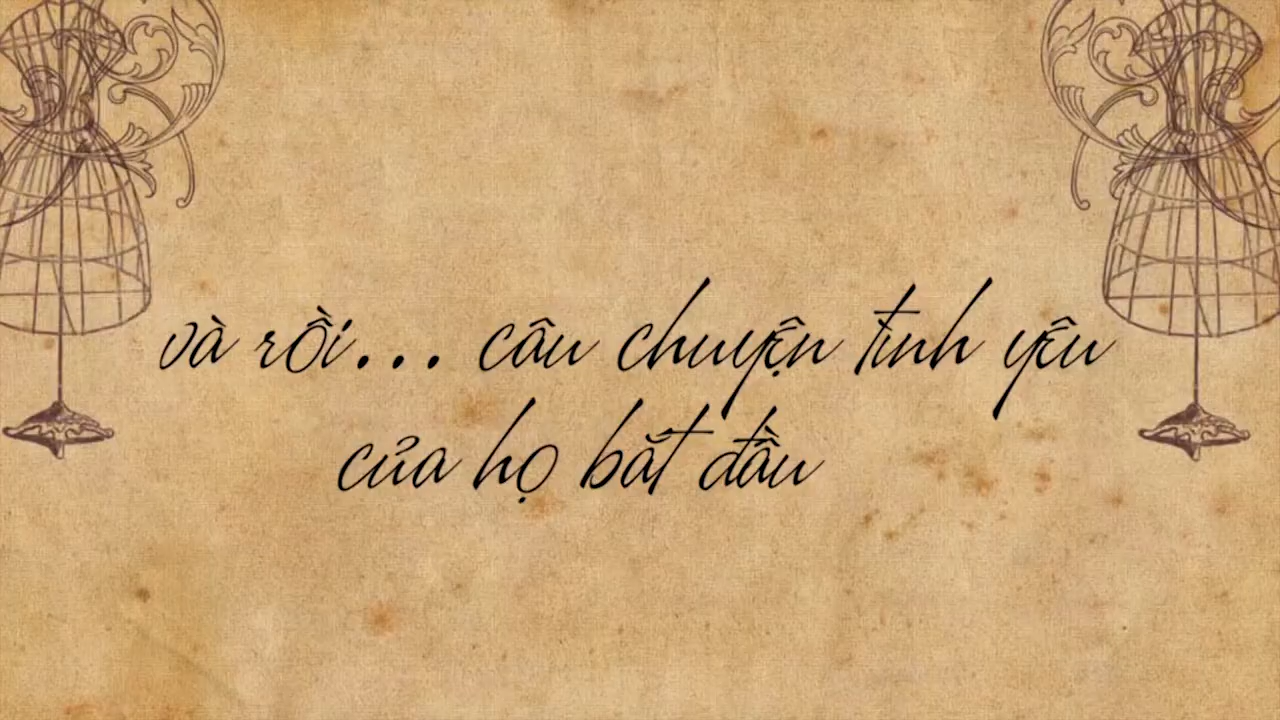 và rồi... câu chuyện tình yêu
của họ bắt đầu